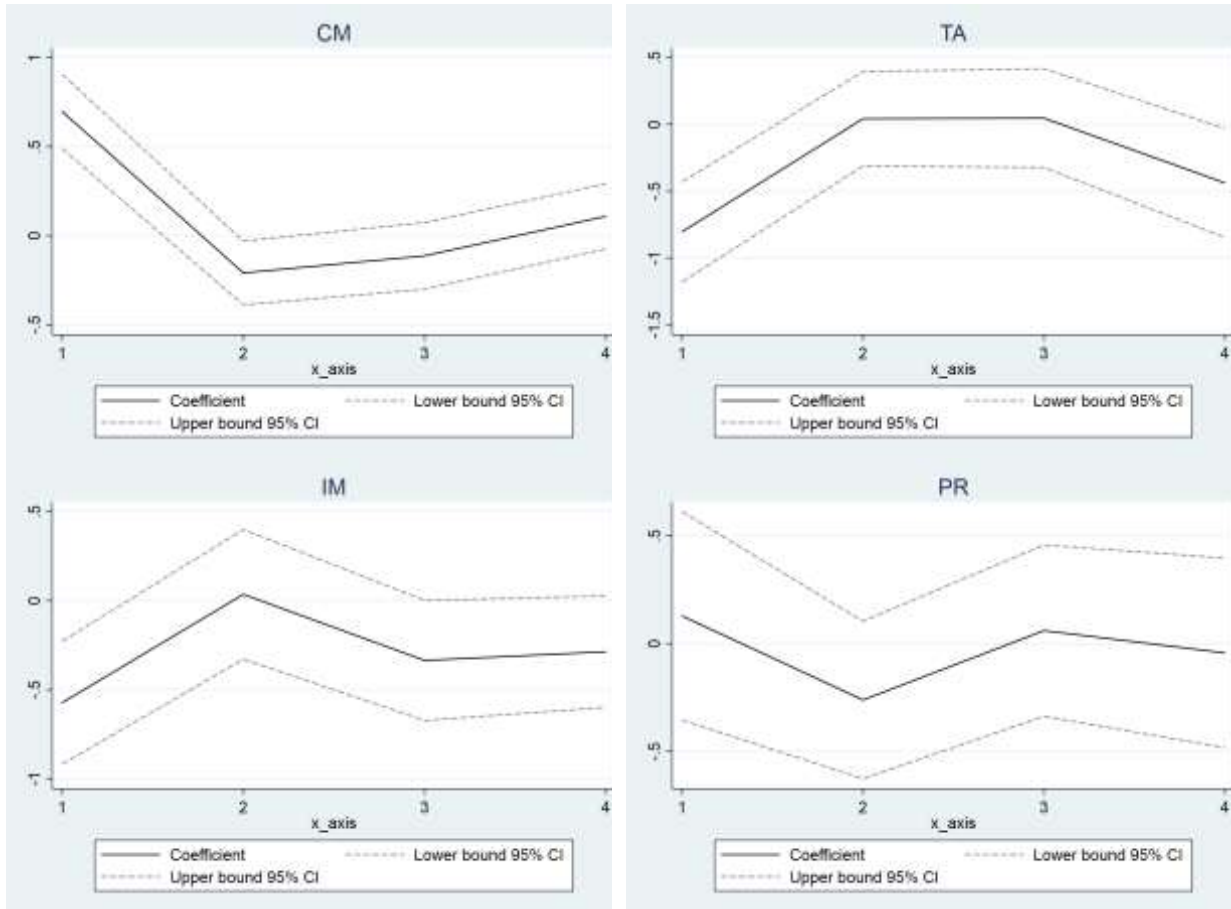 CM
1
.5
0
-.5
1 2 3 4
x_axis
Coefficient Lower bound 95% CI
Upper bound 95% CI
TA
.5
0
-.5
-1
-1.5
1 2 3 4
x_axis
Coefficient Lower bound 95% CI
Upper bound 95% CI
IM
.5
0
-.5
-1
1 2 3 4
x_axis
Coefficient Lower bound 95% CI
Upper bound 95% CI
PR
.5
0
-.5
1 2 3 4
x_axis
Coefficient Lower bound 95% CI
Upper bound 95% CI